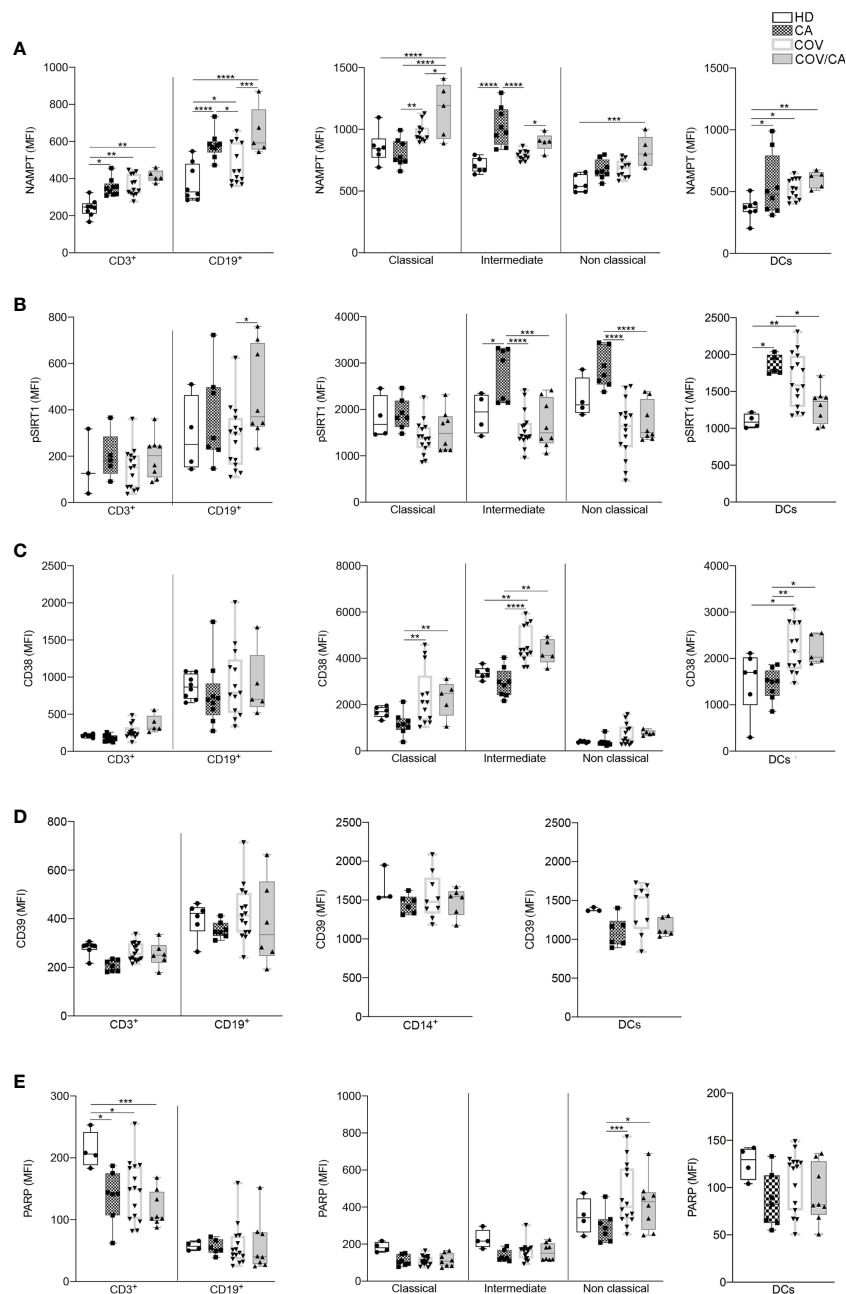 HD
CA
COV
COV/CA
A
NAMPT (MFI)
800
600
400
200
0
** ** *
**** * **** * ***
CD3+ CD19+
NAMPT (MFI)
1500
1000
500
0
**** **** * **
**** **** *
***
Classical Intermediate Non classical
NAMPT (MFI)
1500
1000
500
0
** * *
DCs
B
pSIRT1 (MFI)
800
600
400
200
0
*
CD3+ CD19+
pSIRT1 (MFI)
4000
3000
2000
1000
0
* *** ****
**** ****
Classical Intermediate Non classical
pSIRT1 (MFI)
2500
2000
1500
1000
500
0
* ** *
DCs
C
CD38 (MFI)
2500
2000
1500
1000
500
0
CD3+ CD19+
CD38 (MFI)
8000
6000
4000
2000
0
** **
** ** ****
Classical Intermediate Non classical
CD38 (MFI)
4000
3000
2000
1000
0
* ** *
DCs
D
CD39 (MFI)
800
600
400
200
0
CD3+ CD19+
CD39 (MFI)
2500
2000
1500
1000
500
0
CD14+
CD39 (MFI)
2500
2000
1500
1000
500
0
DCs
E
PARP (MFI)
300
200
100
0
*** * *
CD3+ CD19+
PARP (MFI)
1000
800
600
400
200
0
* ***
Classical Intermediate Non classical
PARP (MFI)
200
150
100
50
0
DCs